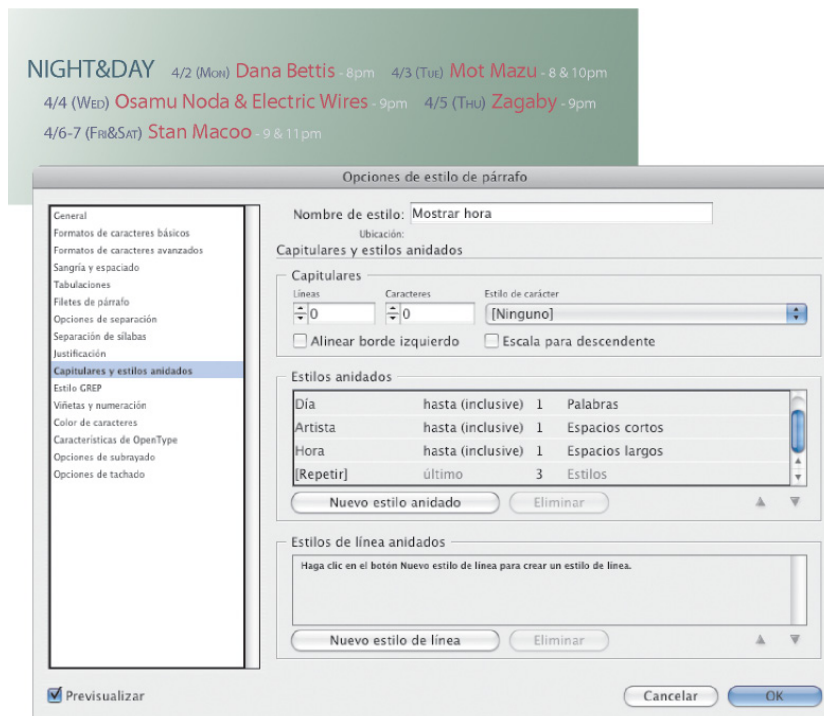 NIGHT&DAY 4/2 (Mon) Dana Bettis - 8pm 4/3 (Tue) Mot Mazu - 8 & 10pm
4/4 (Wed) Osamu Noda & Electric Wires - 9pm 4/5 (Thu) Zagaby - 9pm
4/6-7 (Fri&Sat) Stan Macoo - 9 & 11pm
Opciones de estilo de párrafo
General
Formatos de caracteres básicos
Formatos de caracteres avanzados
Sangría y espaciado
Tabulaciones
Filetes de párrafo
Opciones de separación
Separación de sílabas
Justificación
Capitulares y estilos anidados
Estilo GREP
Viñetas y numeración
Color de caracteres
Características de OpenType
Opciones de subrayado
Opciones de tachado
Nombre de estilo: Mostrar hora
Ubicación:
Capitulares y estilos anidados
Capitulares
Líneas Caracteres Estilo de carácter
0 0 [Ninguno]
Alinear borde izquierdo Escala para descendente
Estilos anidados
Día hasta (inclusive) 1 Palabras
Artista hasta (inclusive) 1 Espacios cortos
Hora hasta (inclusive) 1 Espacios largos
[Repetir] último 3 Estilos
Nuevo estilo anidado Eliminar
Estilos de línea anidados
Haga clic en el botón Nuevo estilo de línea para crear un estilo de línea.
Nuevo estilo de línea Eliminar
Previsualizar Cancelar OK